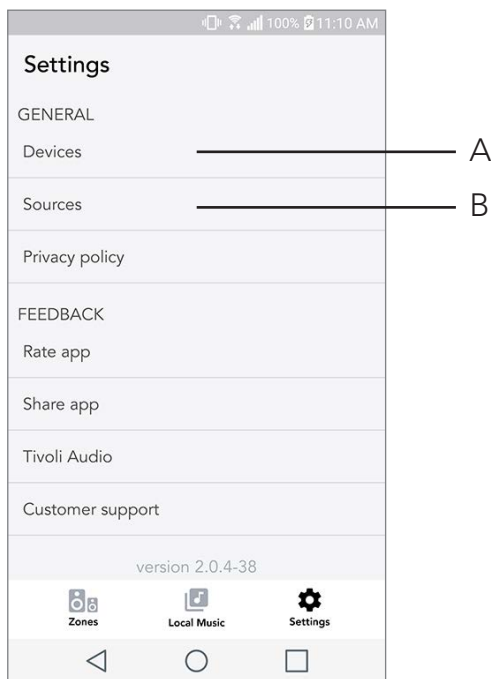 100% 11:10 AM
Settings
GENERAL
Devices
A
Sources
B
Privacy policy
FEEDBACK
Rate app
Share app
Tivoli Audio
Customer support
version 2.0.4-38
Zones Local Music Settings